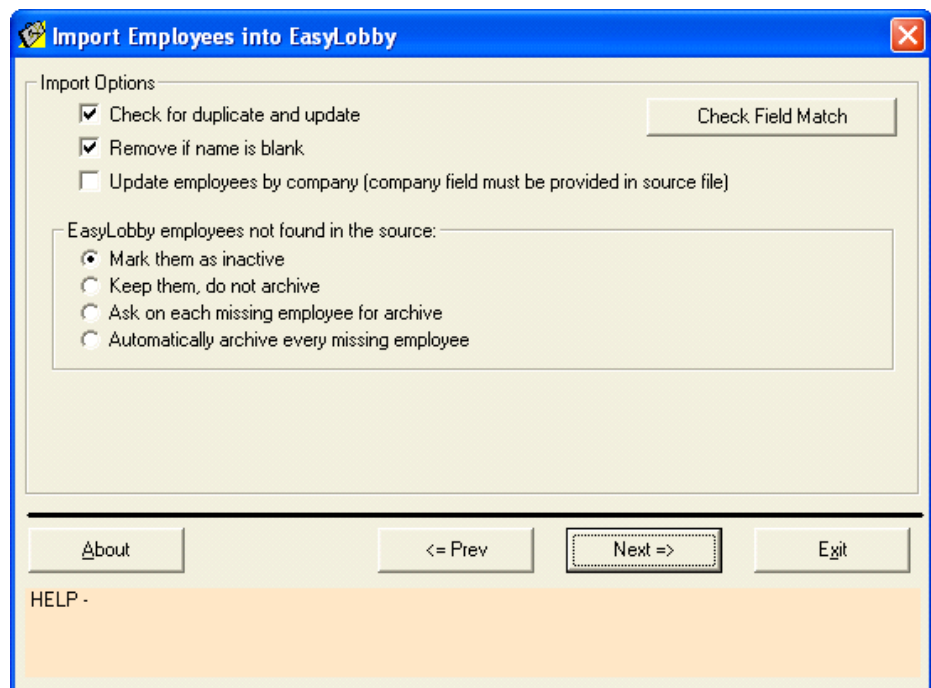 Import Employees into EasyLobby
Import Options
Check for duplicate and update
Check Field Match
Remove if name is blank
Update employees by company (company field must be provided in source file)
EasyLobby employees not found in the source:
Mark them as inactive
Keep them, do not archive
Ask on each missing employee for archive
Automatically archive every missing employee
About
<= Prev
Next =>
Exit
HELP -